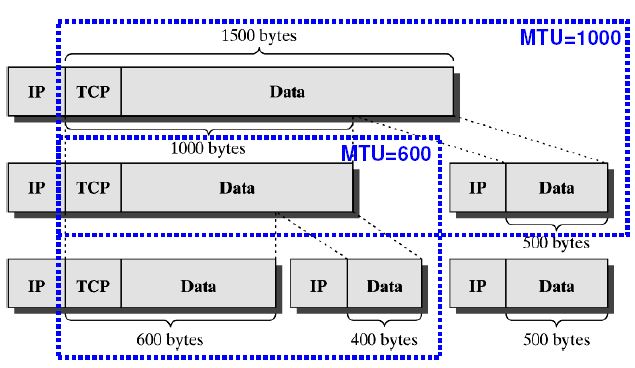 1500 bytes
MTU=1000
IP TCP Data
1000 bytes
MTU=600
IP TCP Data IP Data
500 bytes
IP TCP Data IP Data IP Data
600 bytes 400 bytes 500 bytes